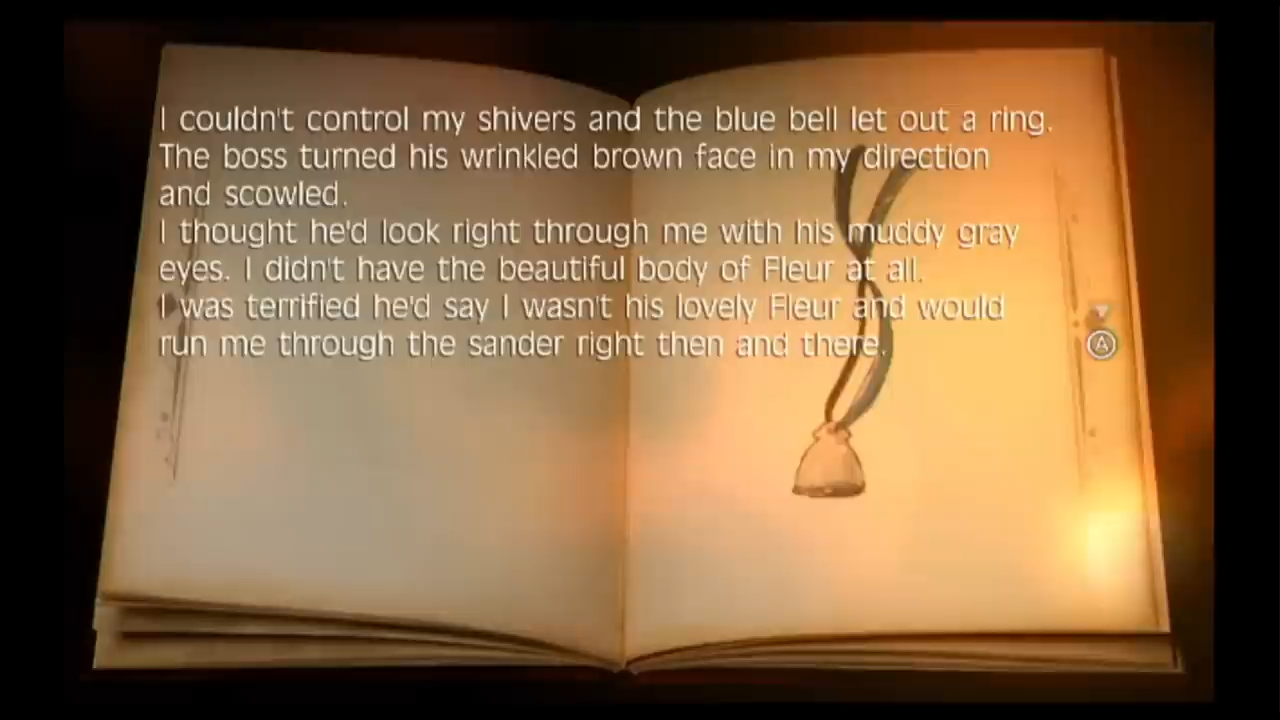 I couldn't control my shivers and the blue bell let out a ring.
The boss turned his wrinkled brown face in my direction
and scowled.
I thought he'd look right through me with his muddy gray
eyes. I didn't have the beautiful body of Fleur at all.
I was terrified he'd say I wasn't his lovely Fleur and would
run me through the sander right then and there.
A